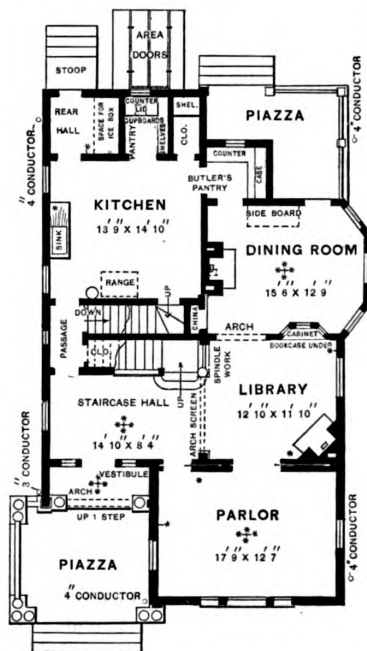 AREA
DOORS
STOOP
REAR
HALL
SPACE FOR
ICE BOX
COUNTER
LID
CUPBOARDS
PANTRY
SHELVES
SHEL.
CLO.
PIAZZA
4" CONDUCTOR
4" CONDUCTOR
COUNTER
CASE
BUTLER'S
PANTRY
KITCHEN
13' 9" X 14' 10"
SINK
SIDE BOARD
DINING ROOM
15' 6" X 12' 9"
RANGE
DOWN
UP
CHINA
ARCH
CABINET
BOOKCASE UNDER
PASSAGE
CLO.
UP
SPINDLE
WORK
LIBRARY
12' 10" X 11' 10"
STAIRCASE HALL
14' 10" X 8' 4"
ARCH SCREEN
3" CONDUCTOR
VESTIBULE
ARCH
UP 1 STEP
PARLOR
17' 9" X 12' 7"
PIAZZA
4" CONDUCTOR
4" CONDUCTOR